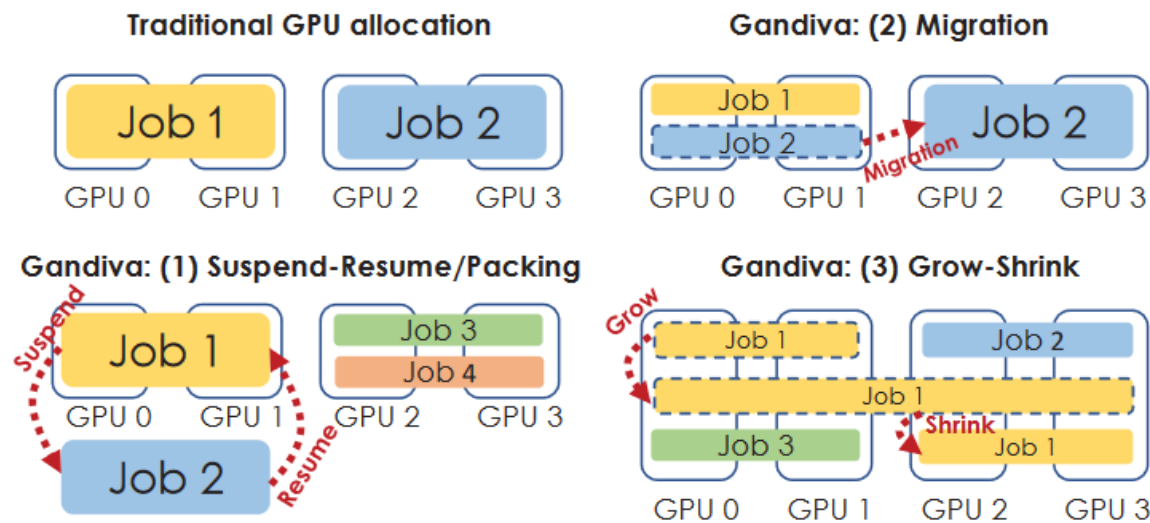 Traditional GPU allocation
Job 1
Job 2
GPU 0
GPU 1
GPU 2
GPU 3
Gandiva: (2) Migration
Job 1
Job 2
Migration
Job 2
GPU 0
GPU 1
GPU 2
GPU 3
Gandiva: (1) Suspend-Resume/Packing
Suspend
Job 1
Job 3
Job 4
GPU 0
GPU 1
GPU 2
GPU 3
Job 2
Resume
Gandiva: (3) Grow-Shrink
Grow
Job 1
Job 2
Job 1
Shrink
Job 3
Job 1
GPU 0
GPU 1
GPU 2
GPU 3